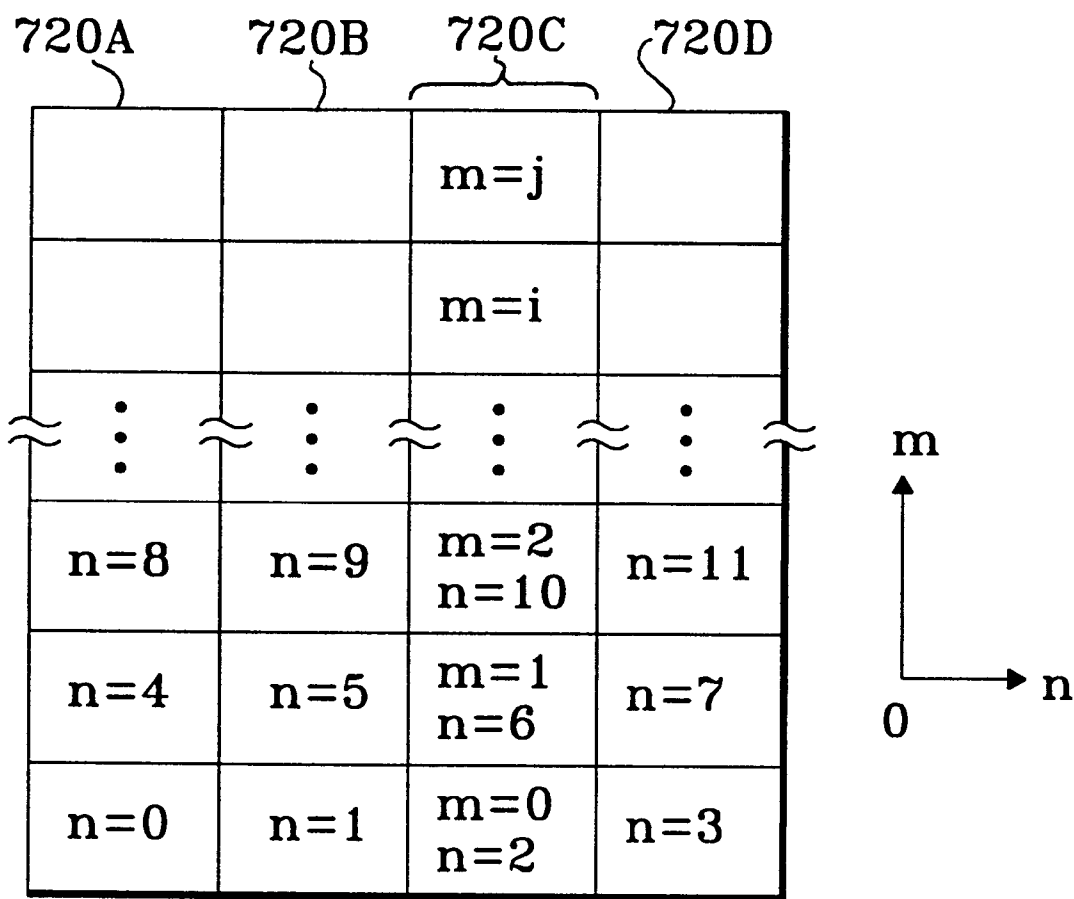 720A 720B 720C 720D
m=j
m=i
n=8 n=9 m=2 n=10 n=11
n=4 n=5 m=1 n=6 n=7
n=0 n=1 m=0 n=2 n=3
m
0
n